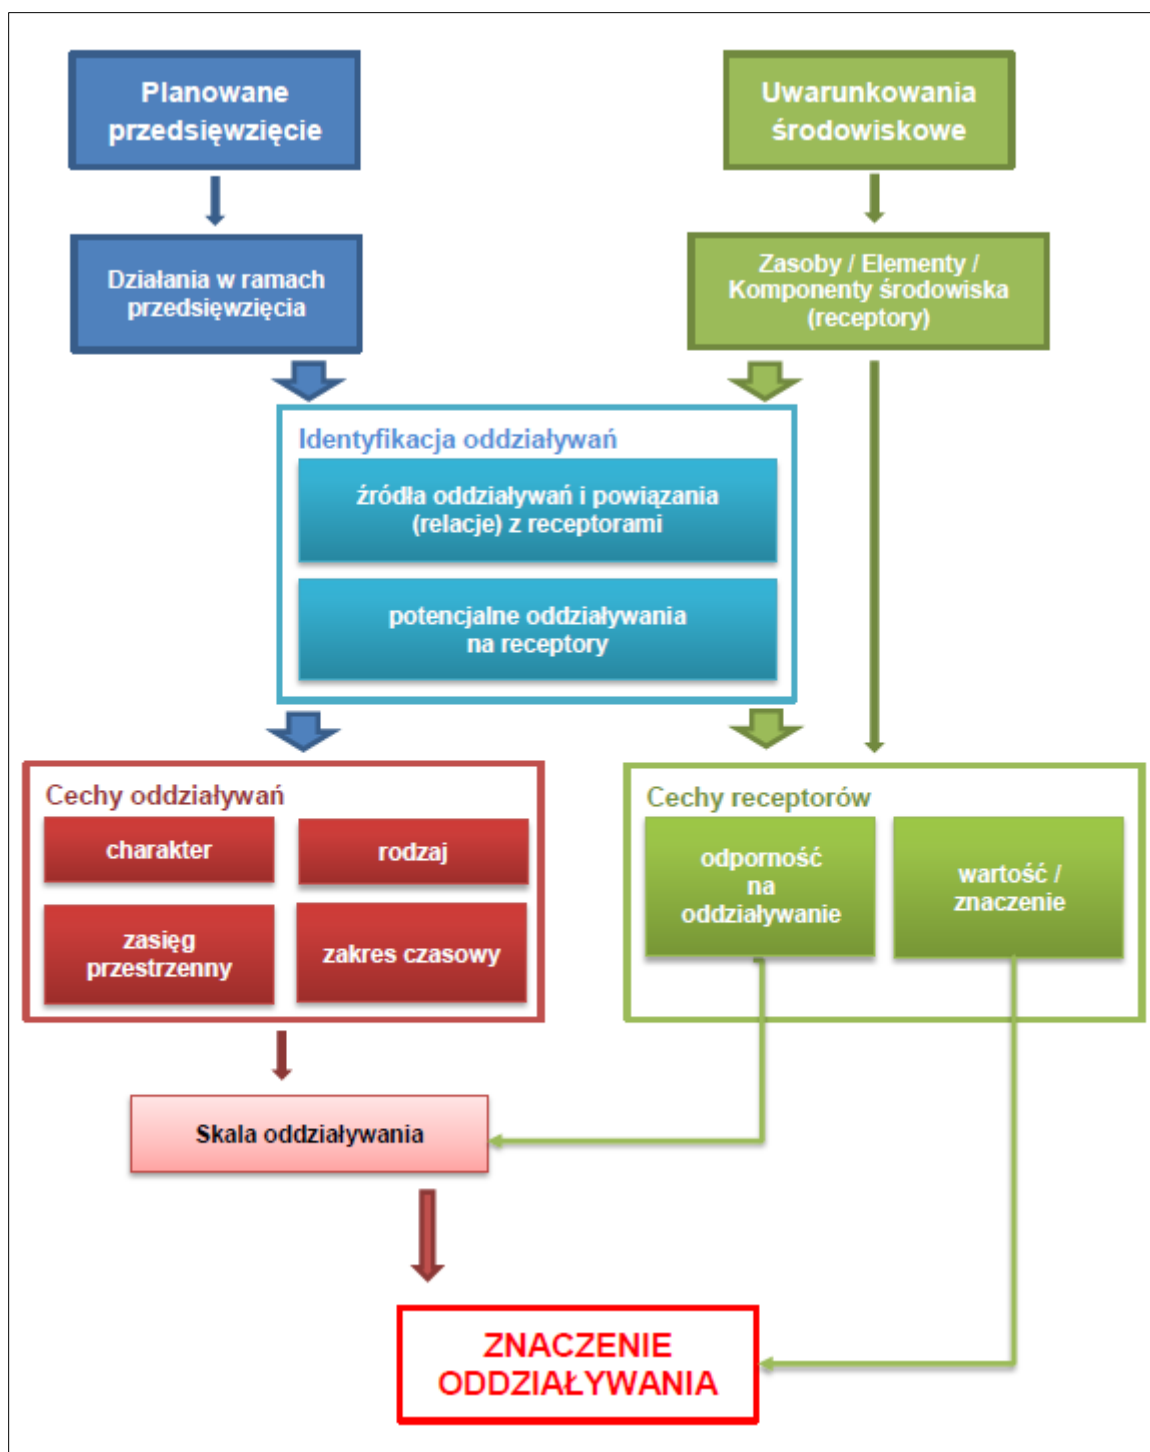 Planowane
przedsięwzięcie
Uwarunkowania
środowiskowe
Działania w ramach
przedsięwzięcia
Zasoby / Elementy /
Komponenty środowiska
(receptory)
Identyfikacja oddziaływań
źródła oddziaływań i powiązania
(relacje) z receptorami
potencjalne oddziaływania
na receptory
Cechy oddziaływań
charakter
rodzaj
zasięg
przestrzenny
zakres czasowy
Cechy receptorów
odporność
na
oddziaływanie
wartość /
znaczenie
Skala oddziaływania
ZNACZENIE
ODDZIAŁYWANIA